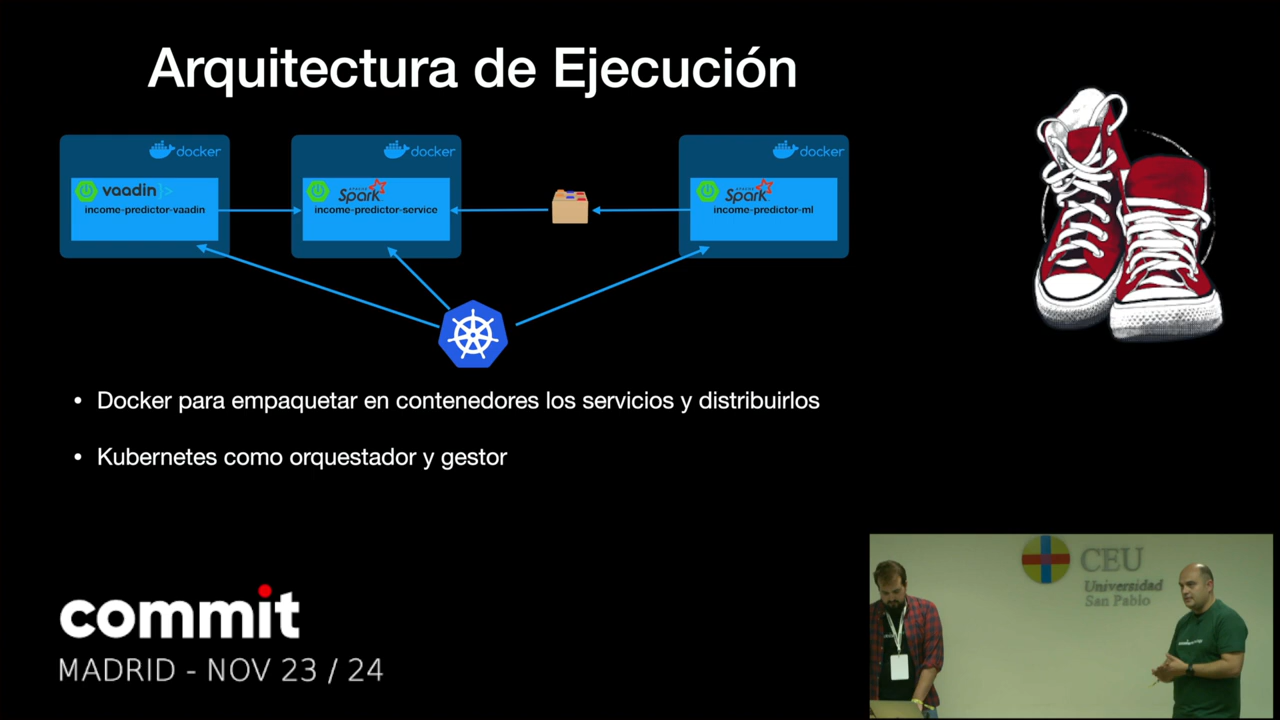 Arquitectura de Ejecución
docker
docker
docker
vaadin}>
income-predictor-vaadin
APACHE
Spark
income-predictor-service
APACHE
Spark
income-predictor-ml
• Docker para empaquetar en contenedores los servicios y distribuirlos
• Kubernetes como orquestador y gestor
commit
MADRID - NOV 23 / 24
CEU
Universidad
San Pablo